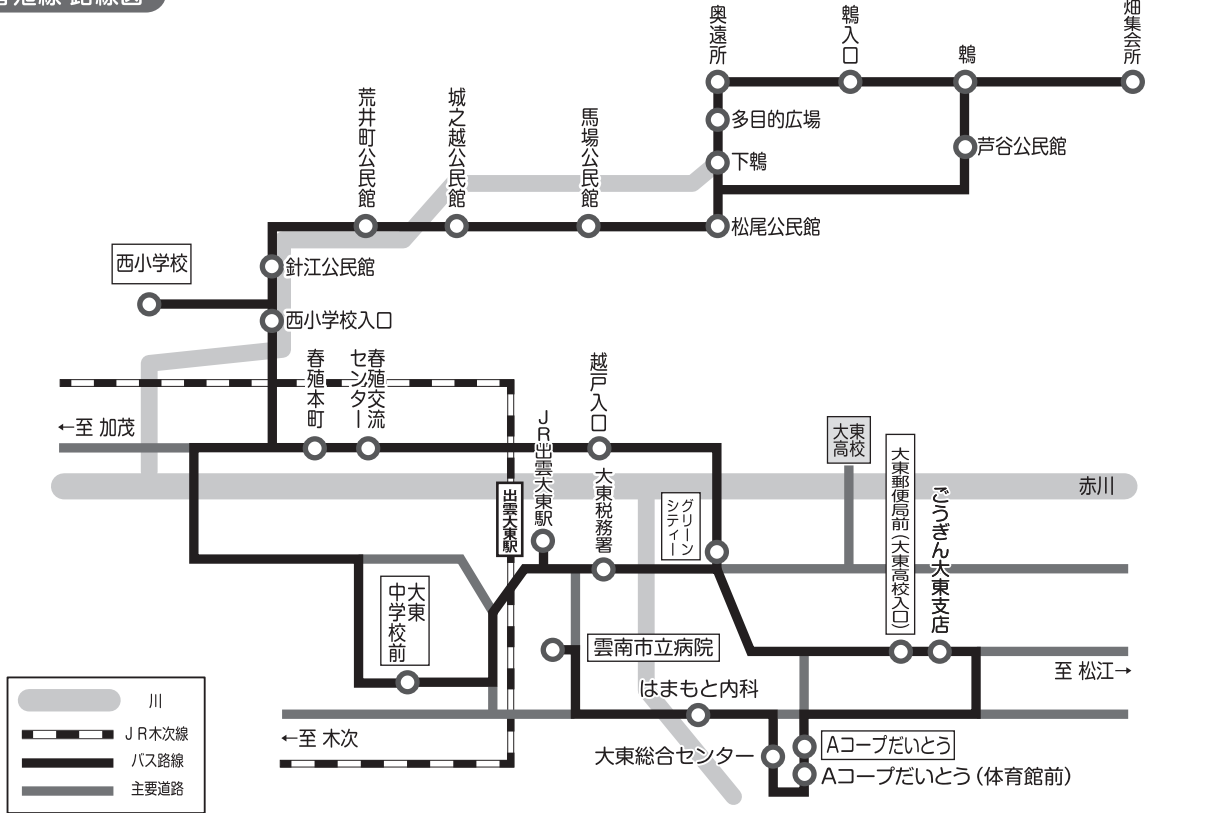 路線図
奥遠所
鵯入口
鵯
畑集会所
多目的広場
下鵯
芦谷公民館
荒井町公民館
城之越公民館
馬場公民館
松尾公民館
針江公民館
西小学校
西小学校入口
春殖本町
春殖交流
センター
越戸入口
←至 加茂
JR出雲大東駅
出雲大東駅
大東税務署
グリーン
シティー
大東
高校
大東郵便局前(大東高校入口)
ごうぎん大東支店
赤川
大東
中学校前
雲南市立病院
はまもと内科
至 松江→
←至 木次
大東総合センター
Aコープだいとう
Aコープだいとう(体育館前)
川
JR木次線
バス路線
主要道路